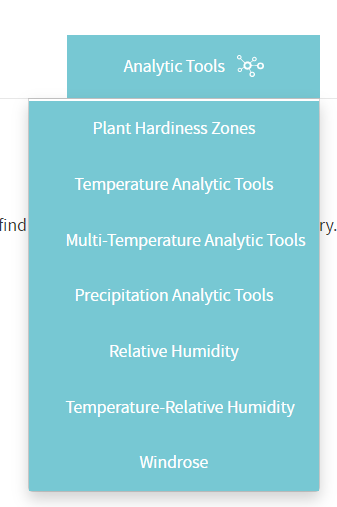 Analytic Tools
Plant Hardiness Zones
Temperature Analytic Tools
find
Multi-Temperature Analytic Tools
ry.
Precipitation Analytic Tools
Relative Humidity
Temperature-Relative Humidity
Windrose